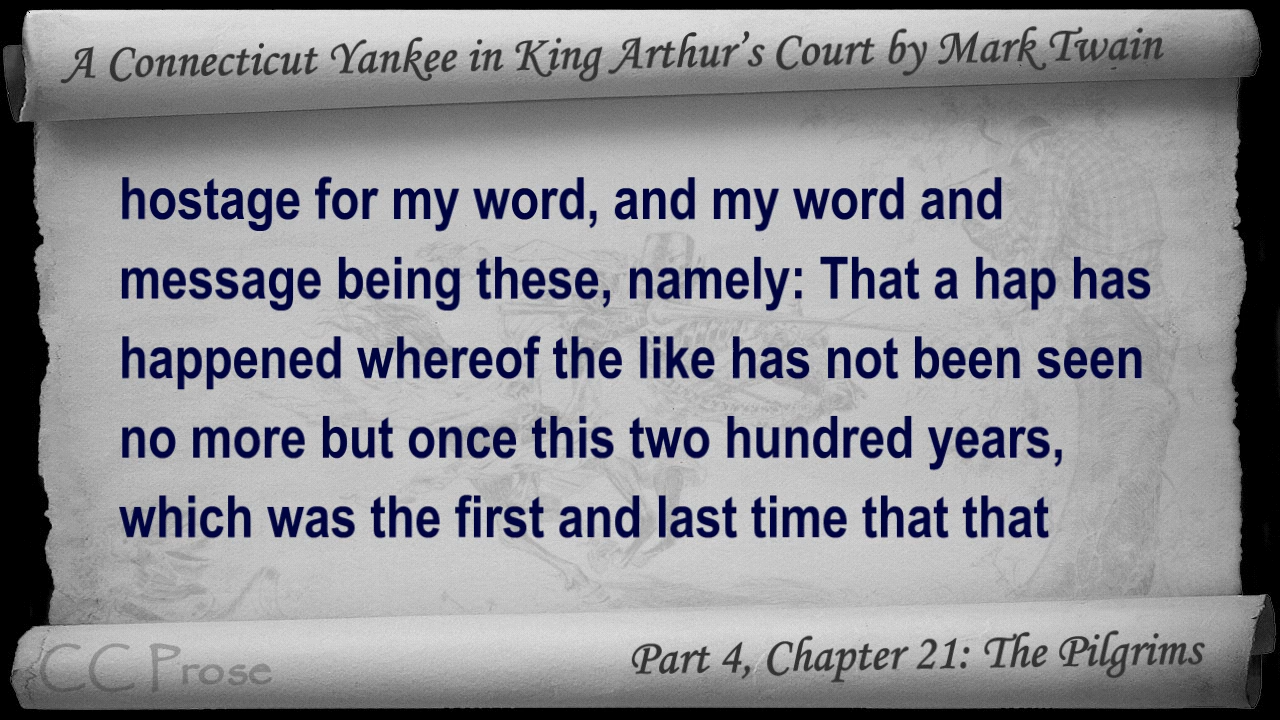 A Connecticut Yankee in King Arthur's Court by Mark Twain
hostage for my word, and my word and
message being these, namely: That a hap has
happened whereof the like has not been seen
no more but once this two hundred years,
which was the first and last time that that
CC Prose
Part 4, Chapter 21: The Pilgrims